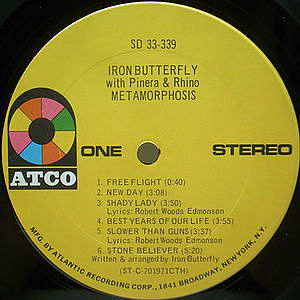 SD 33-339
IRON BUTTERFLY
with Pinera & Rhino
METAMORPHOSIS
ATCO
ONE
STEREO
1. FREE FLIGHT (0:40)
2. NEW DAY (3:08)
3. SHADY LADY (3:50)
Lyrics: Robert Woods Edmonson
4. BEST YEARS OF OUR LIFE (3:55)
5. SLOWER THAN GUNS (3:37)
Lyrics: Robert Woods Edmonson
6. STONE BELIEVER (5:20)
Written & arranged by Iron Butterfly
(ST-C-701971CTH)
MFG. BY ATLANTIC RECORDING CORP., 1841 BROADWAY, NEW YORK, N.Y.